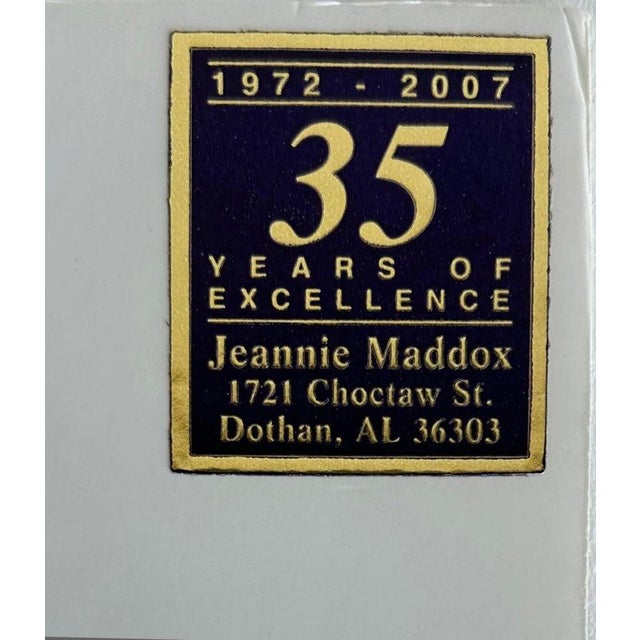 1972 - 2007
35
YEARS OF
EXCELLENCE
Jeannie Maddox
1721 Choctaw St.
Dothan, AL 36303